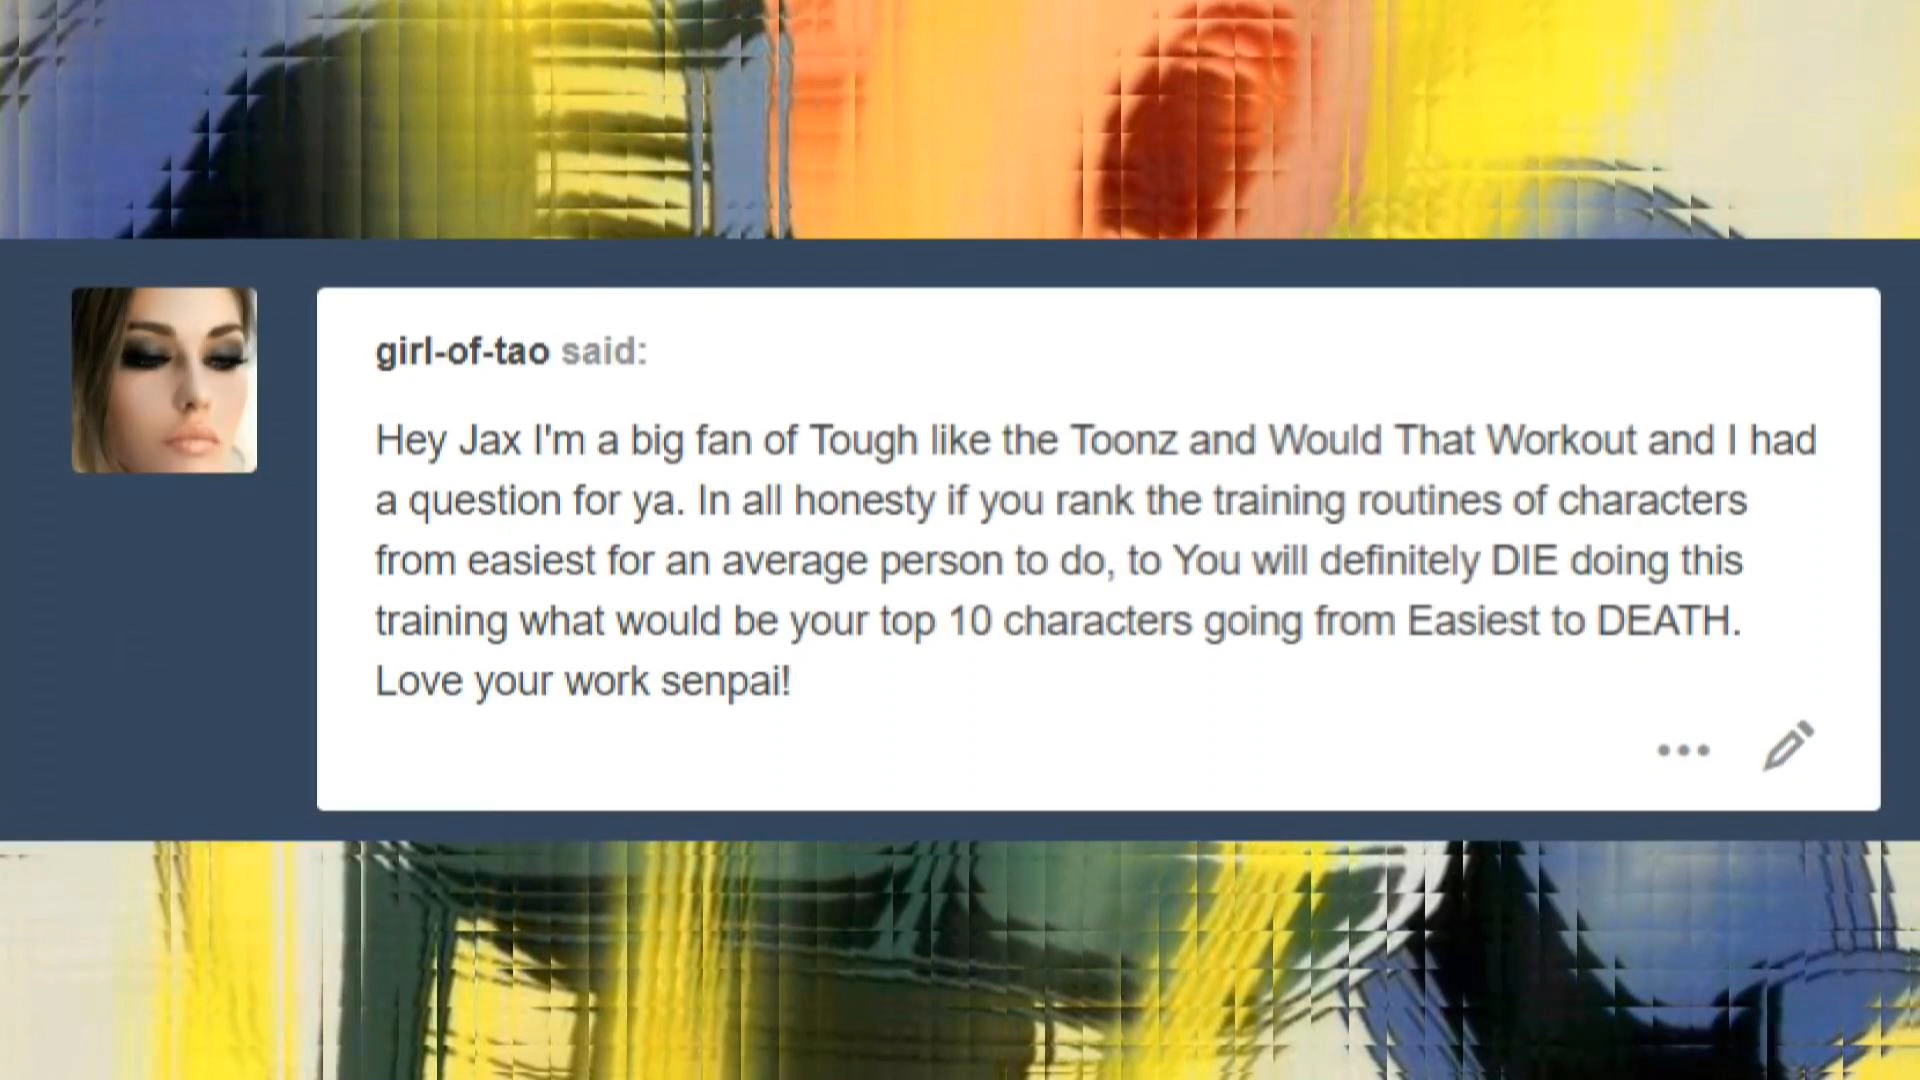 girl-of-tao said:
Hey Jax I'm a big fan of Tough like the Toonz and Would That Workout and I had
a question for ya. In all honesty if you rank the training routines of characters
from easiest for an average person to do, to You will definitely DIE doing this
training what would be your top 10 characters going from Easiest to DEATH.
Love your work senpai!